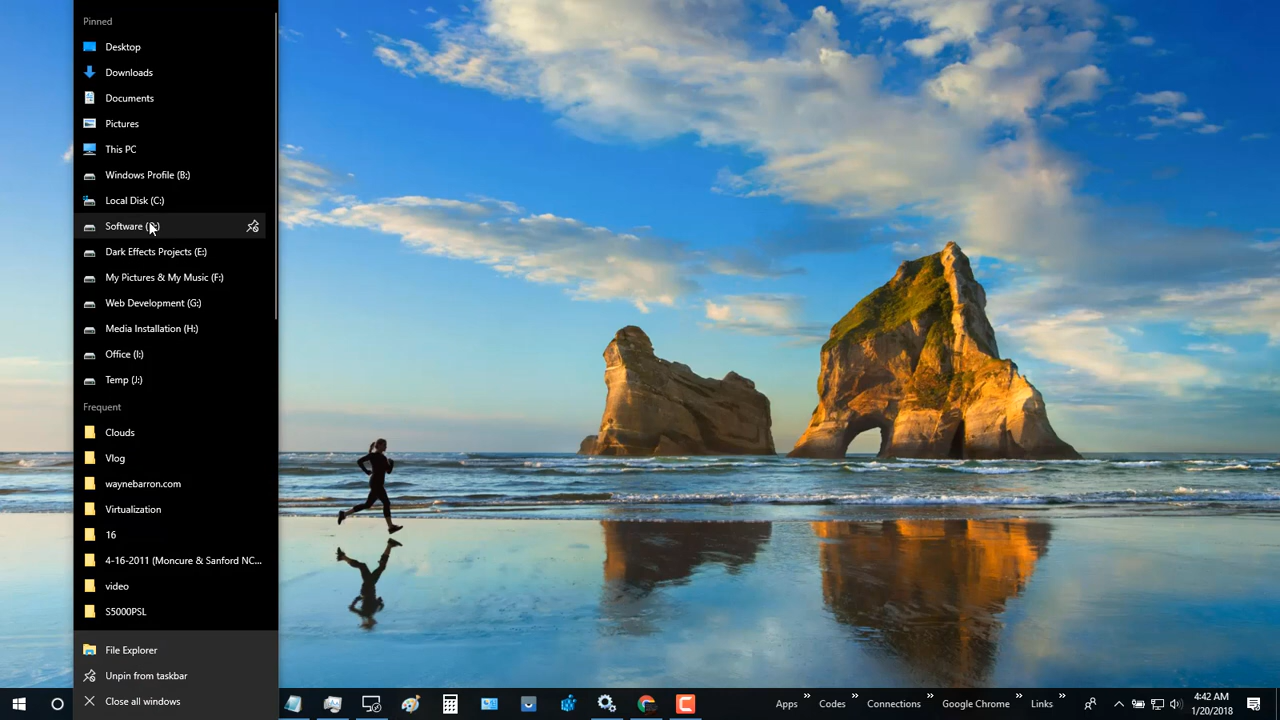 Pinned
Desktop
Downloads
Documents
Pictures
This PC
Windows Profile (B:)
Local Disk (C:)
Software
Dark Effects Projects (E:)
My Pictures & My Music (F:)
Web Development (G:)
Media Installation (H:)
Office (I:)
Temp (J:)
Frequent
Clouds
Vlog
waynebarron.com
Virtualization
16
4-16-2011 (Moncure & Sanford NC...
video
S5000PSL
File Explorer
Unpin from taskbar
Close all windows
Apps » Codes » Connections » Google Chrome » Links »
4:42 AM
1/20/2018